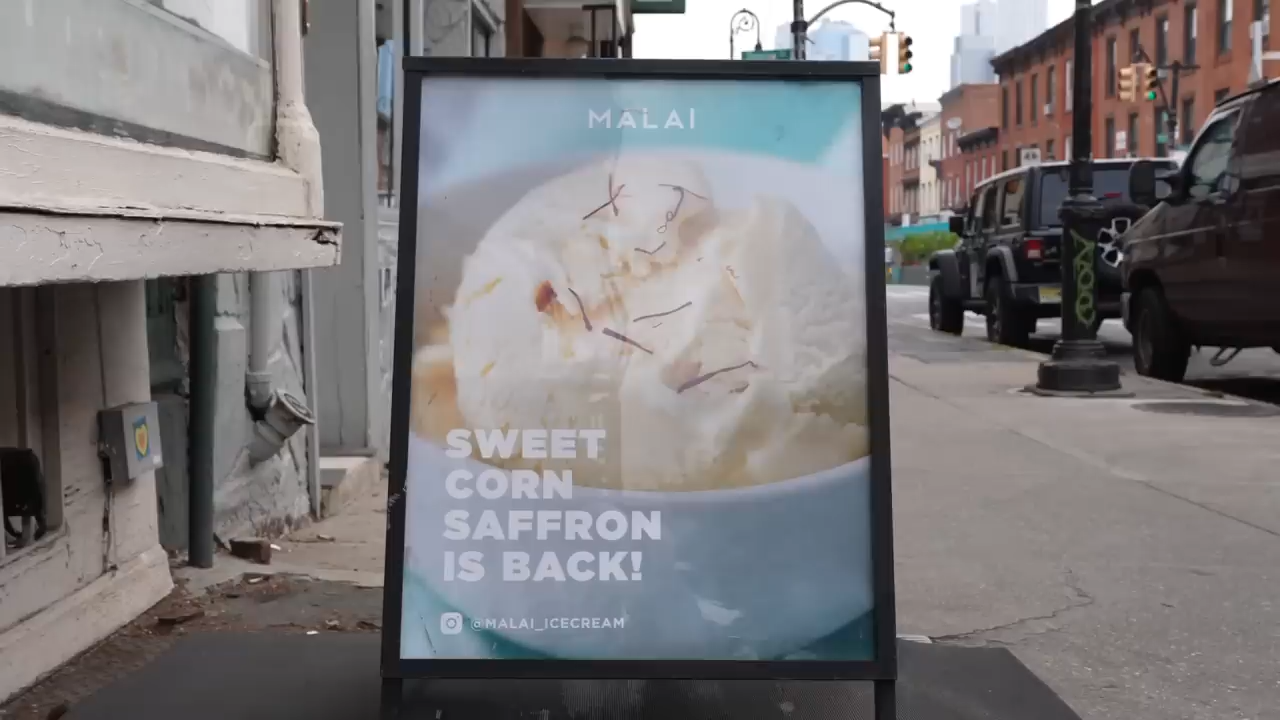 MALAI
SWEET
CORN
SAFFRON
IS BACK!
@MALAI_ICECREAM